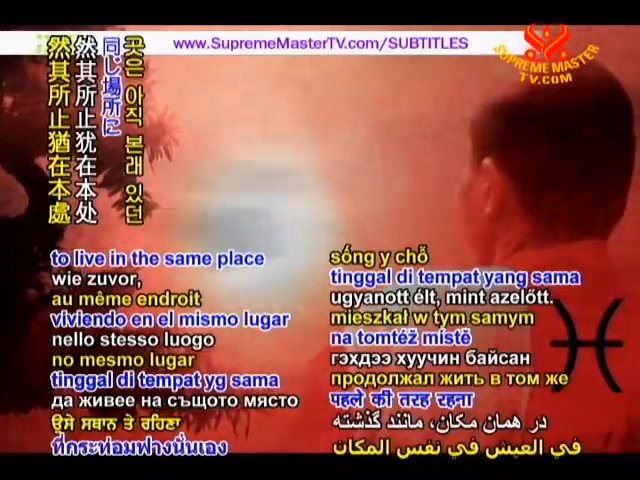 www.SupremeMasterTV.com/SUBTITLES
SUPREME MASTER
TV.COM
곳은 아직 본래 있던
同じ場所に
然其所止犹在本处
然其所止猶在本處
to live in the same place
wie zuvor,
au même endroit
viviendo en el mismo lugar
nello stesso luogo
no mesmo lugar
tinggal di tempat yg sama
да живее на същото място
ਉਸੇ ਸਥਾਨ ਤੇ ਰਹਿਣਾ
ที่กระท่อมฟางนั่นเอง
sống y chỗ
tinggal di tempat yang sama
ugyanott élt, mint azelőtt.
mieszkał w tym samym
na tomtéž místě
гэхдээ хуучин байсан
продолжал жить в том же
पहले की तरह रहना
در همان مکان، مانند گذشته
في العيش في نفس المكان